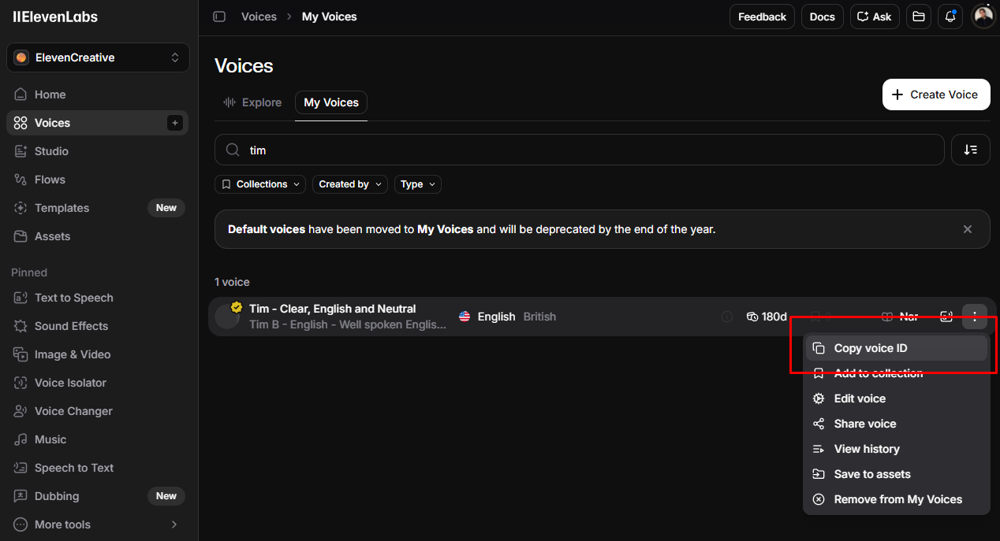 IIElevenLabs
Voices > My Voices
Feedback
Docs
Ask
ElevenCreative
Home
Voices
Studio
Flows
Templates New
Assets
Pinned
Text to Speech
Sound Effects
Image & Video
Voice Isolator
Voice Changer
Music
Speech to Text
Dubbing New
More tools
Voices
Explore
My Voices
+ Create Voice
tim
Collections
Created by
Type
Default voices have been moved to My Voices and will be deprecated by the end of the year.
1 voice
Tim - Clear, English and Neutral
Tim B - English - Well spoken Englis...
English British
180d
Nar
Copy voice ID
Add to collection
Edit voice
Share voice
View history
Save to assets
Remove from My Voices